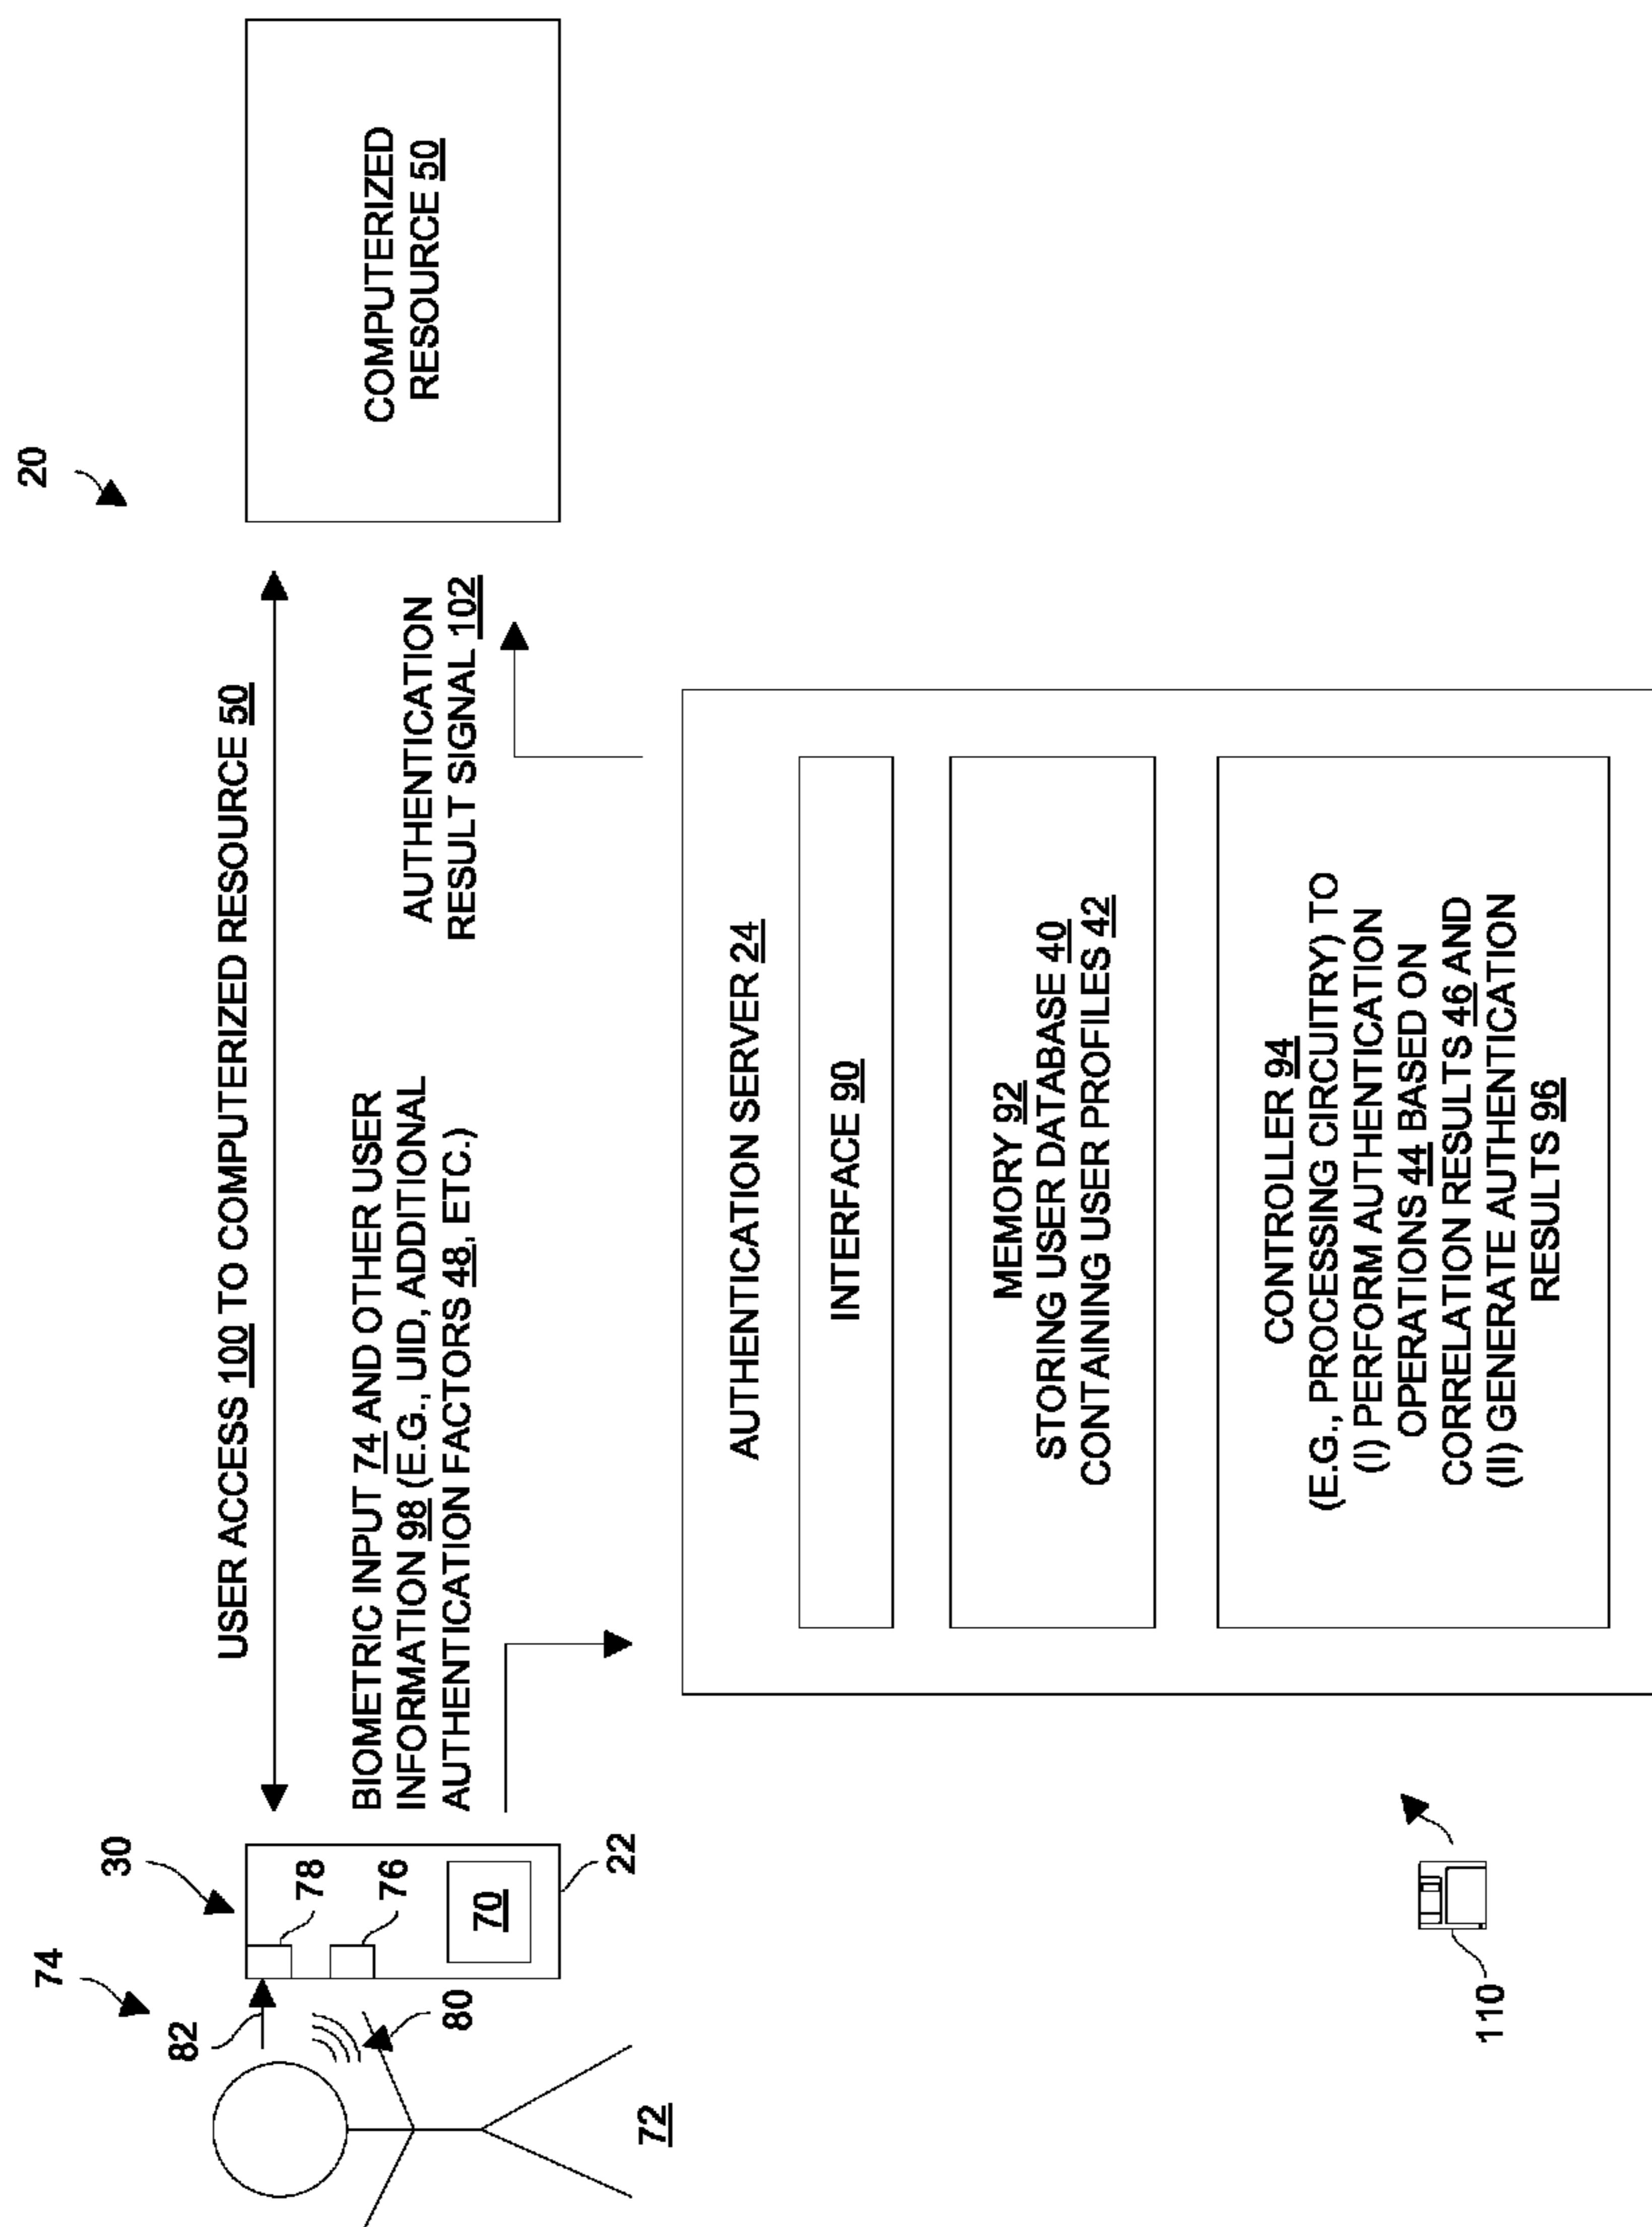 20
USER ACCESS 100 TO COMPUTERIZED RESOURCE 50
COMPUTERIZED
RESOURCE 50
74
30
82
78
76
70
80
22
72
BIOMETRIC INPUT 74 AND OTHER USER
INFORMATION 98 (E.G., UID, ADDITIONAL
AUTHENTICATION FACTORS 48, ETC.)
AUTHENTICATION
RESULT SIGNAL 102
AUTHENTICATION SERVER 24
INTERFACE 90
MEMORY 92
STORING USER DATABASE 40
CONTAINING USER PROFILES 42
CONTROLLER 94
(E.G., PROCESSING CIRCUITRY) TO
(I) PERFORM AUTHENTICATION
OPERATIONS 44 BASED ON
CORRELATION RESULTS 46 AND
(II) GENERATE AUTHENTICATION
RESULTS 96
110